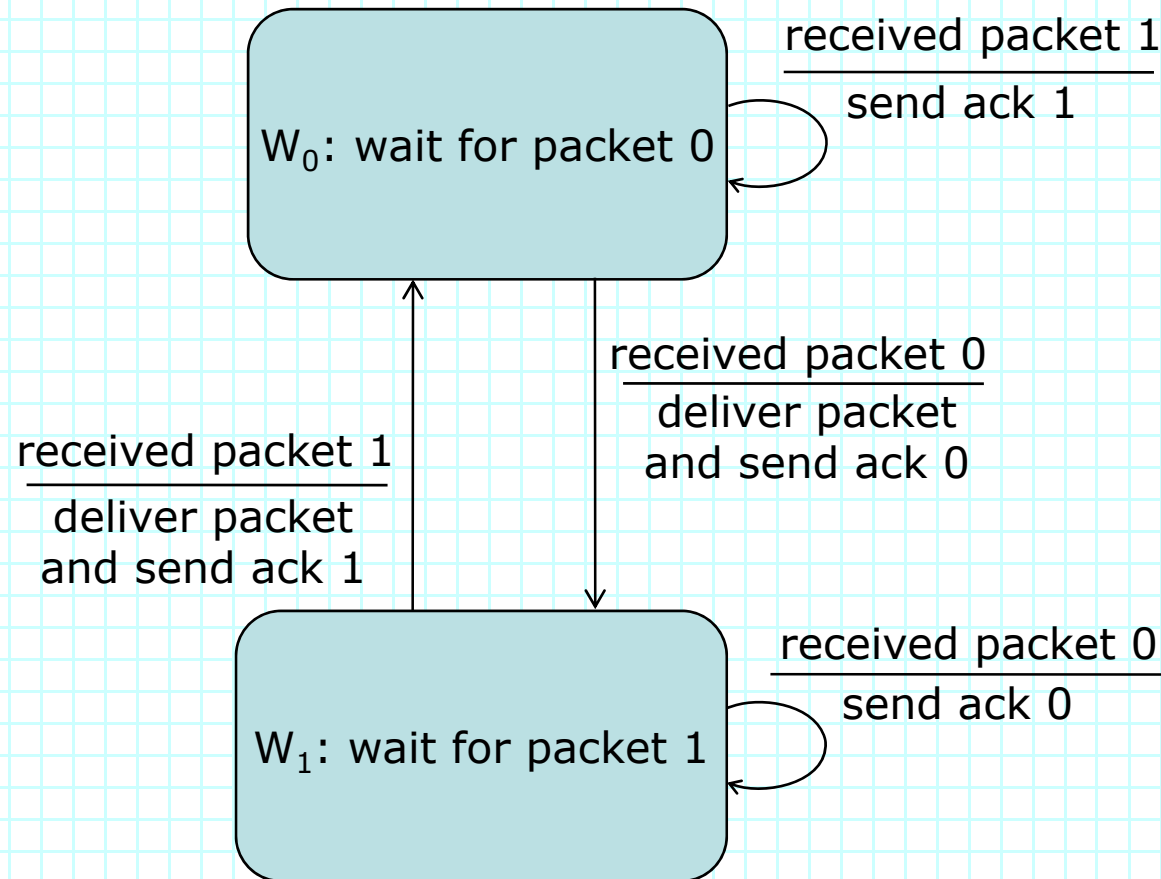 received packet 1
send ack 1
W₀: wait for packet 0
received packet 0
deliver packet
and send ack 0
received packet 1
deliver packet
and send ack 1
received packet 0
send ack 0
W₁: wait for packet 1